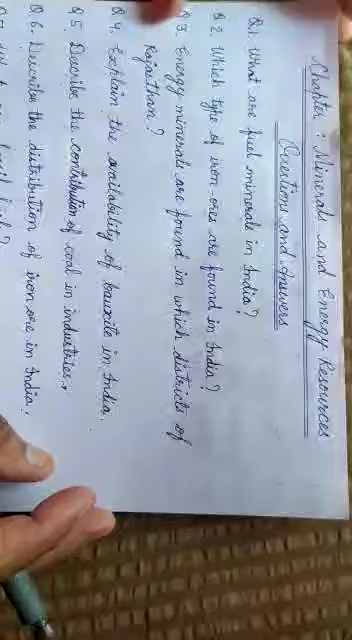 Chapter : Minerals and Energy Resources
Question and Answers
Q1. What are fuel minerals in India?
Q 2. Which type of iron-ores are found in India?
Q 3. Energy minerals are found in which districts of
Rajasthan?
Q 4. Explain the availability of bauxite in India.
Q 5. Describe the contribution of coal in industries.
Q 6. Describe the distribution of iron ore in India.